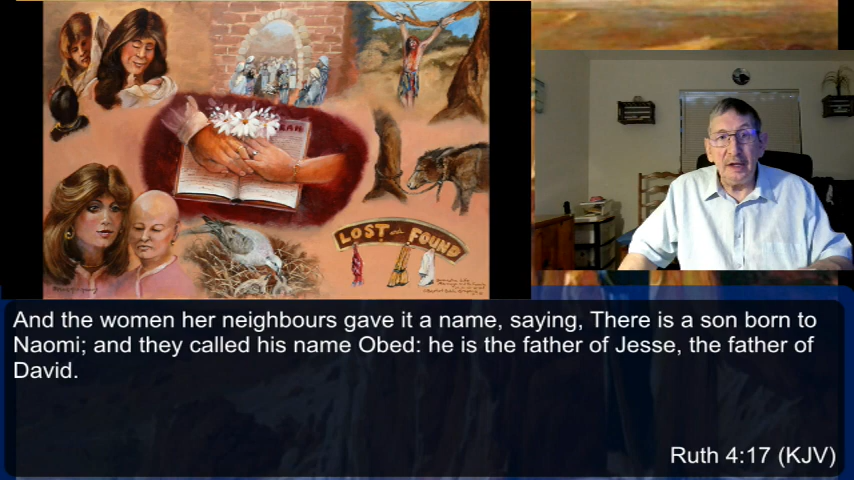 LOST and FOUND
And the women her neighbours gave it a name, saying, There is a son born to
Naomi; and they called his name Obed: he is the father of Jesse, the father of
David.
Ruth 4:17 (KJV)